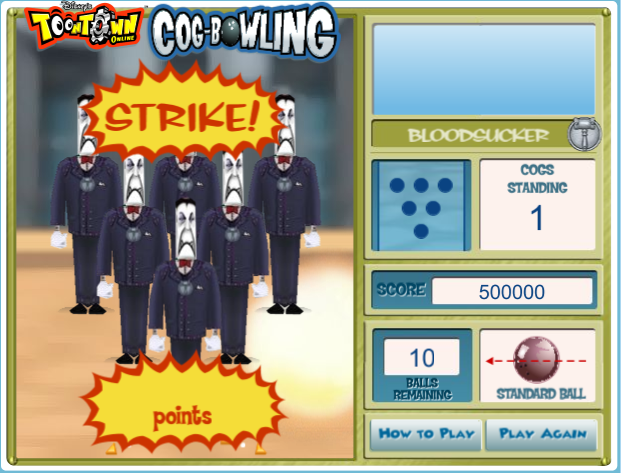 Disney's
TOONTOWN
ONLINE
COG-BOWLING
STRIKE!
BLOODSUCKER
COGS
STANDING
1
SCORE
500000
10
BALLS
REMAINING
STANDARD BALL
points
HOW TO PLAY
PLAY AGAIN